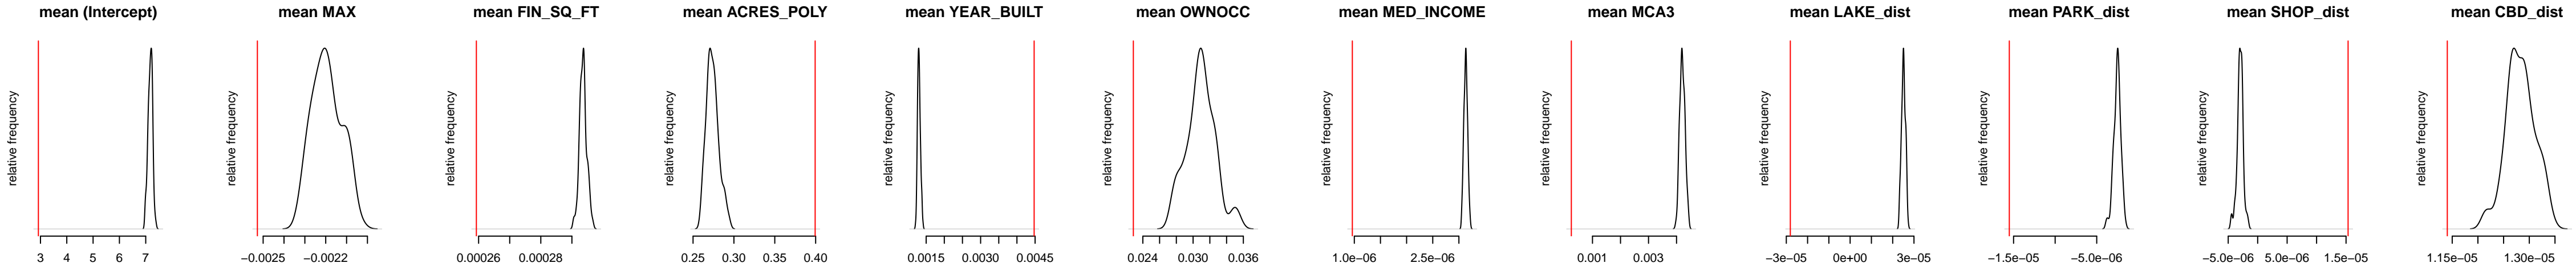 mean (Intercept)
relative frequency
3 4 5 6 7
mean MAX
relative frequency
−0.0025 −0.0022
mean FIN_SQ_FT
relative frequency
0.00026 0.00028
mean ACRES_POLY
relative frequency
0.25 0.30 0.35 0.40
mean YEAR_BUILT
relative frequency
0.0015 0.0030 0.0045
mean OWNOCC
relative frequency
0.024 0.030 0.036
mean MED_INCOME
relative frequency
1.0e−06 2.5e−06
mean MCA3
relative frequency
0.001 0.003
mean LAKE_dist
relative frequency
−3e−05 0e+00 3e−05
mean PARK_dist
relative frequency
−1.5e−05 −5.0e−06
mean SHOP_dist
relative frequency
−5.0e−06 5.0e−06 1.5e−05
mean CBD_dist
relative frequency
1.15e−05 1.30e−05